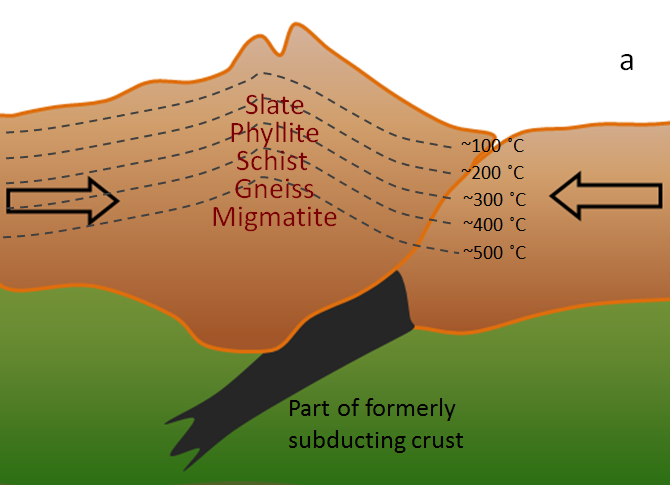 a
Slate
Phyllite
Schist
Gneiss
Migmatite
~100 ˚C
~200 ˚C
~300 ˚C
~400 ˚C
~500 ˚C
Part of formerly
subducting crust